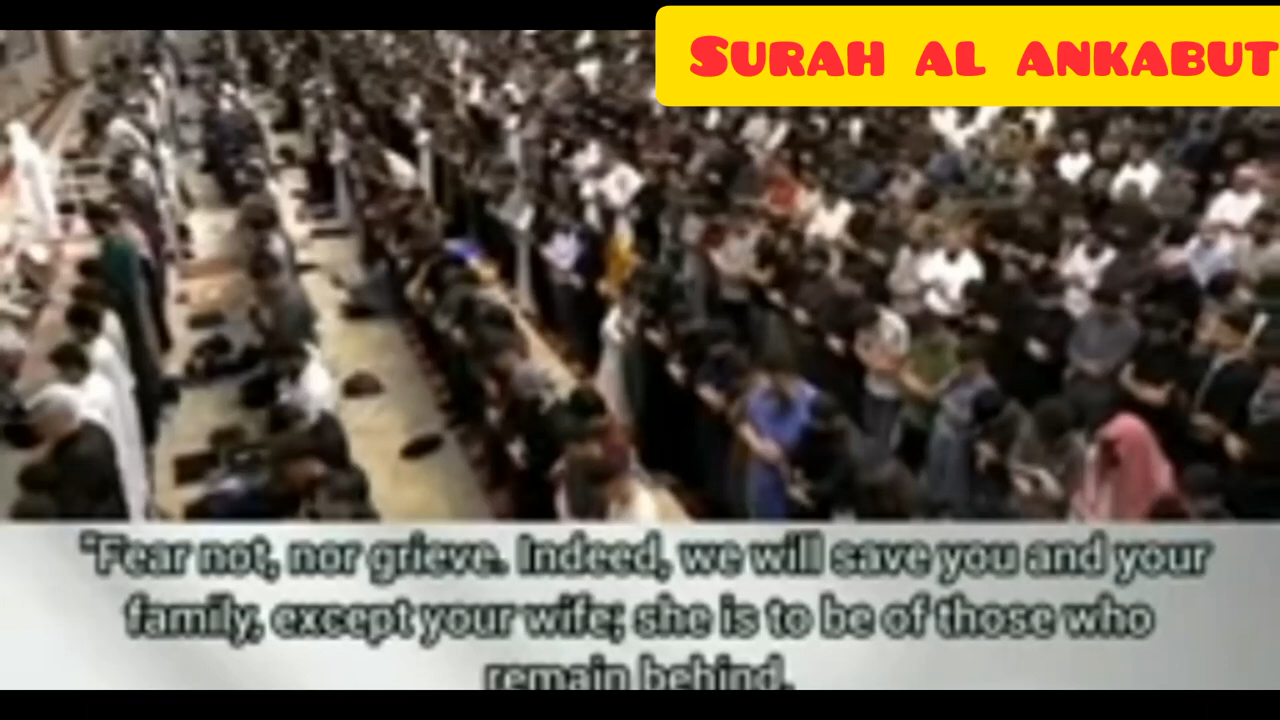 SURAH AL ANKABUT
"Fear not, nor grieve. Indeed, we will save you and your
family, except your wife; she is to be of those who
remain behind.